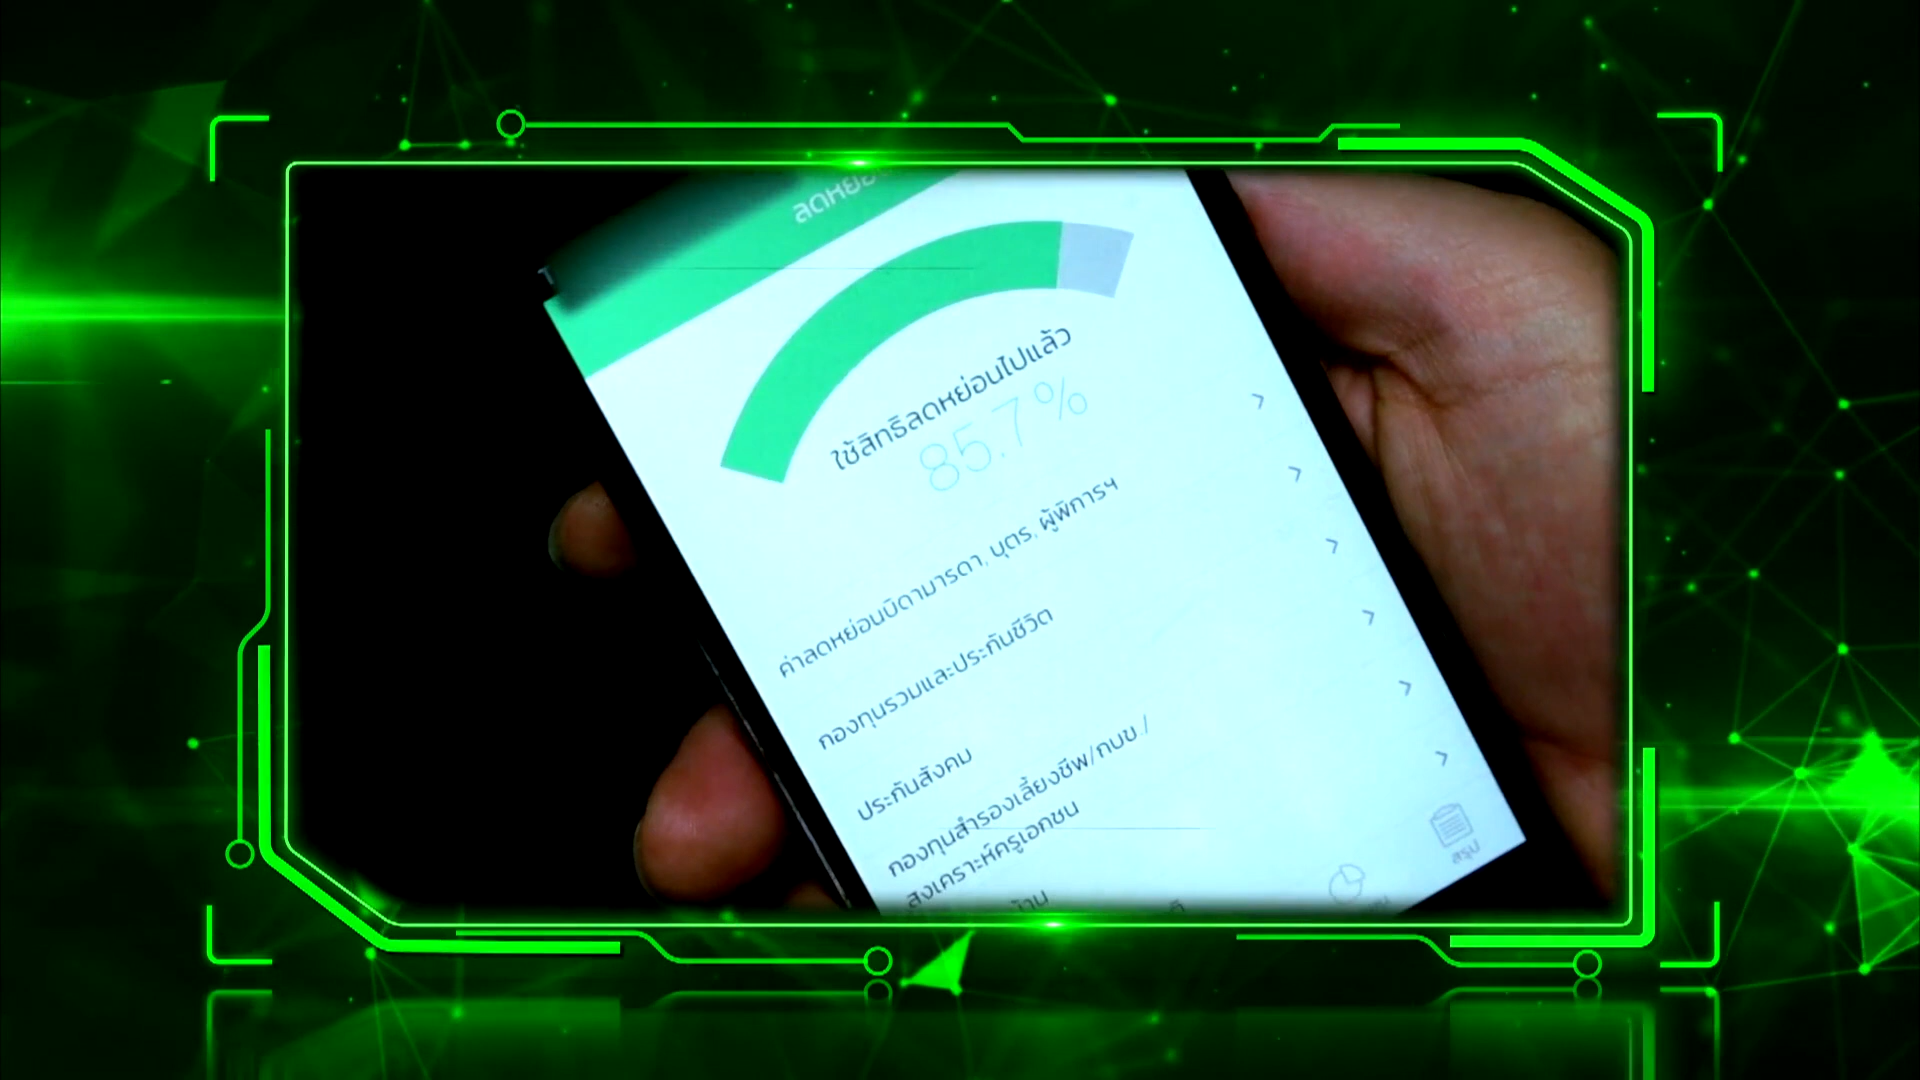 ใช้สิทธิลดหย่อนไปแล้ว
85.7 %
ค่าลดหย่อนบิดามารดา, บุตร, ผู้พิการฯ
กองทุนรวมและประกันชีวิต
ประกันสังคม
กองทุนสำรองเลี้ยงชีพ/กบข./
สงเคราะห์ครูเอกชน
สรุป